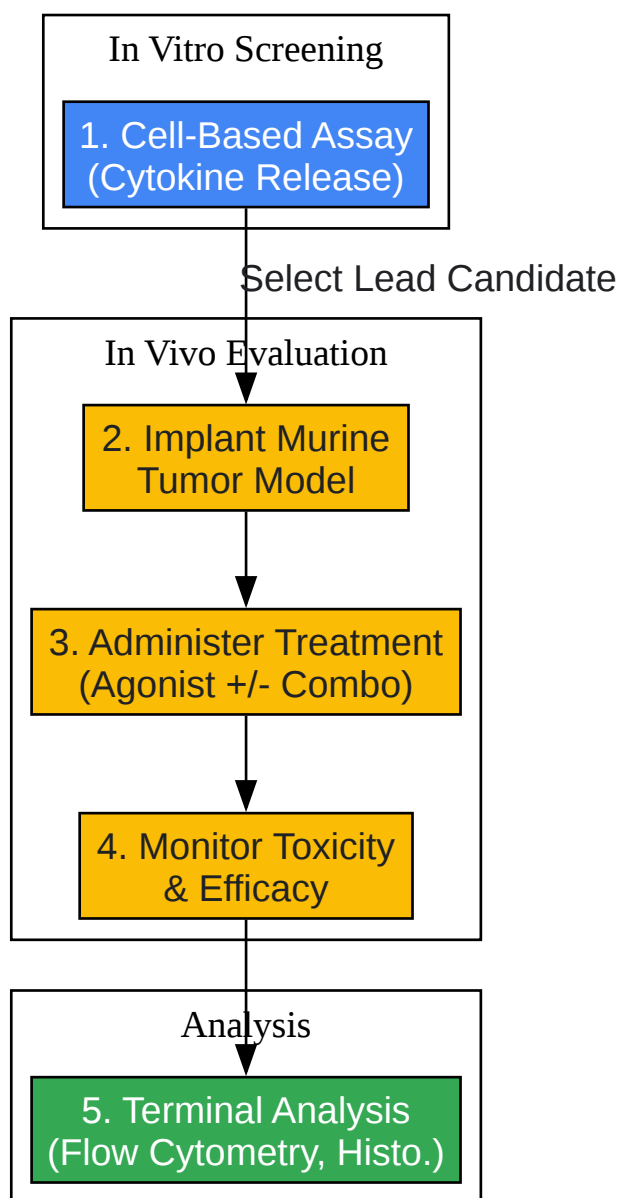 In Vitro Screening
1. Cell-Based Assay
(Cytokine Release)
Select Lead Candidate
In Vivo Evaluation
2. Implant Murine
Tumor Model
3. Administer Treatment
(Agonist +/- Combo)
4. Monitor Toxicity
& Efficacy
Analysis
5. Terminal Analysis
(Flow Cytometry, Histo.)